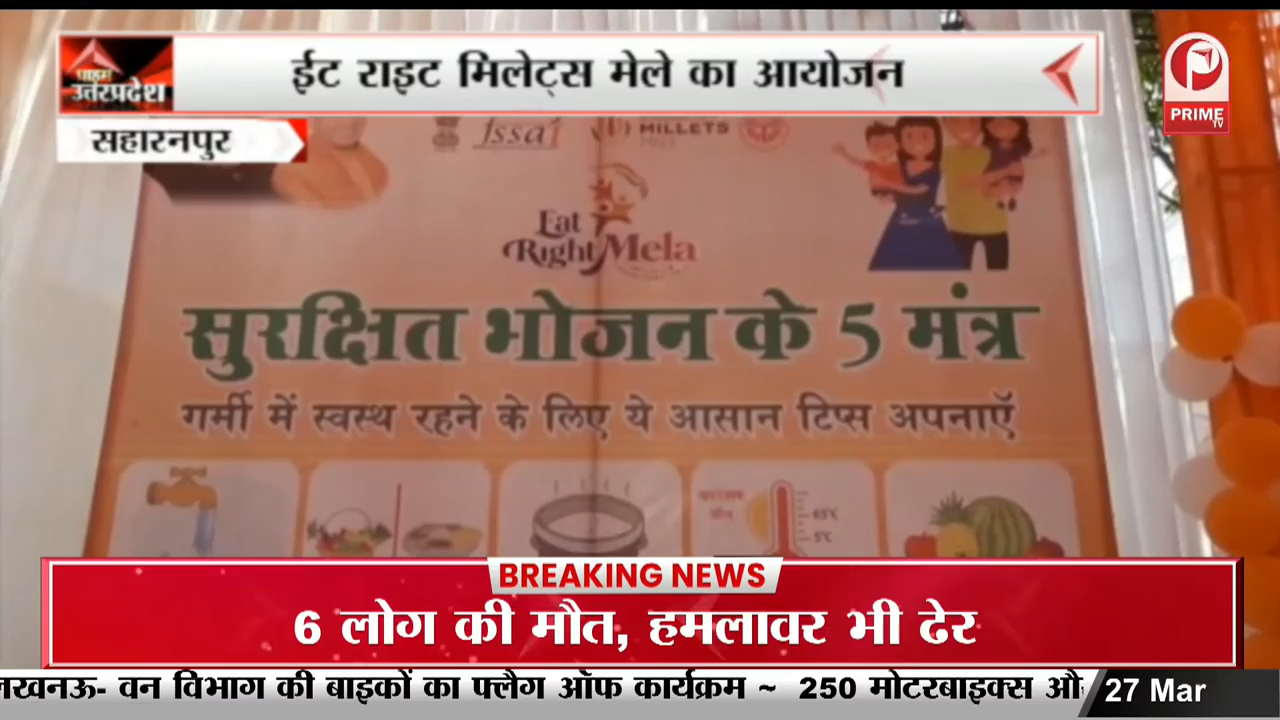 ईट राइट मिलेट्स मेले का आयोजन
प्राइम
उत्तरप्रदेश
PRIME
TV
सहारनपुर
fssai
MILLETS
Eat
Right Mela
सुरक्षित भोजन के 5 मंत्र
गर्मी में स्वस्थ रहने के लिए ये आसान टिप्स अपनाऍं
65°C
5°C
BREAKING NEWS
6 लोग की मौत, हमलावर भी ढेर
लखनऊ- वन विभाग की बाइकों का फ्लैग ऑफ कार्यक्रम ~ 250 मोटरबाइक्स
27 Mar